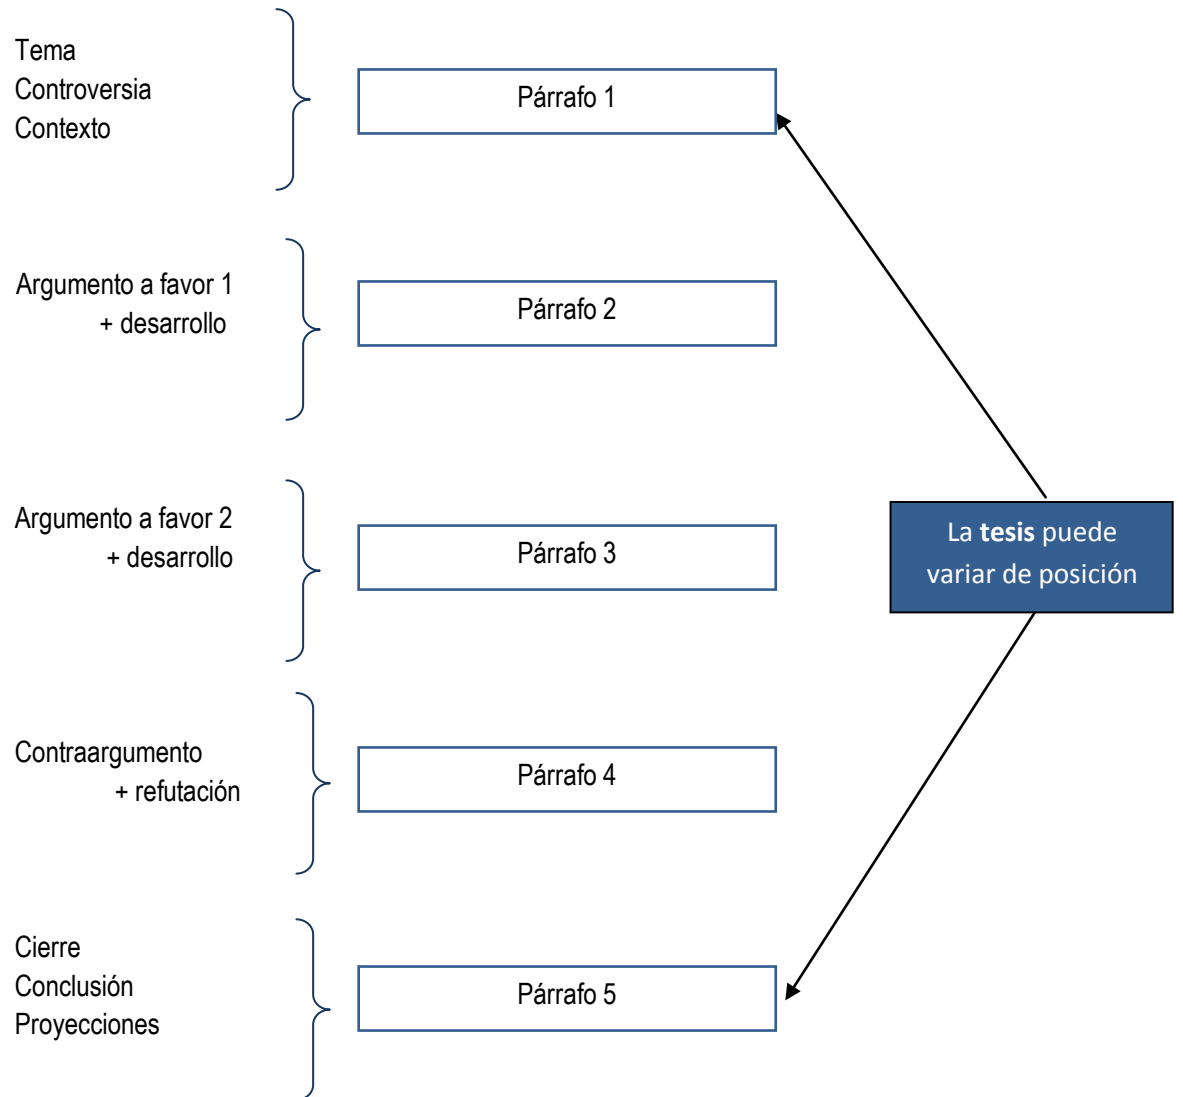 Tema
Controversia
Contexto
Párrafo 1
Argumento a favor 1
+ desarrollo
Párrafo 2
Argumento a favor 2
+ desarrollo
Párrafo 3
La tesis puede
variar de posición
Contraargumento
+ refutación
Párrafo 4
Cierre
Conclusión
Proyecciones
Párrafo 5